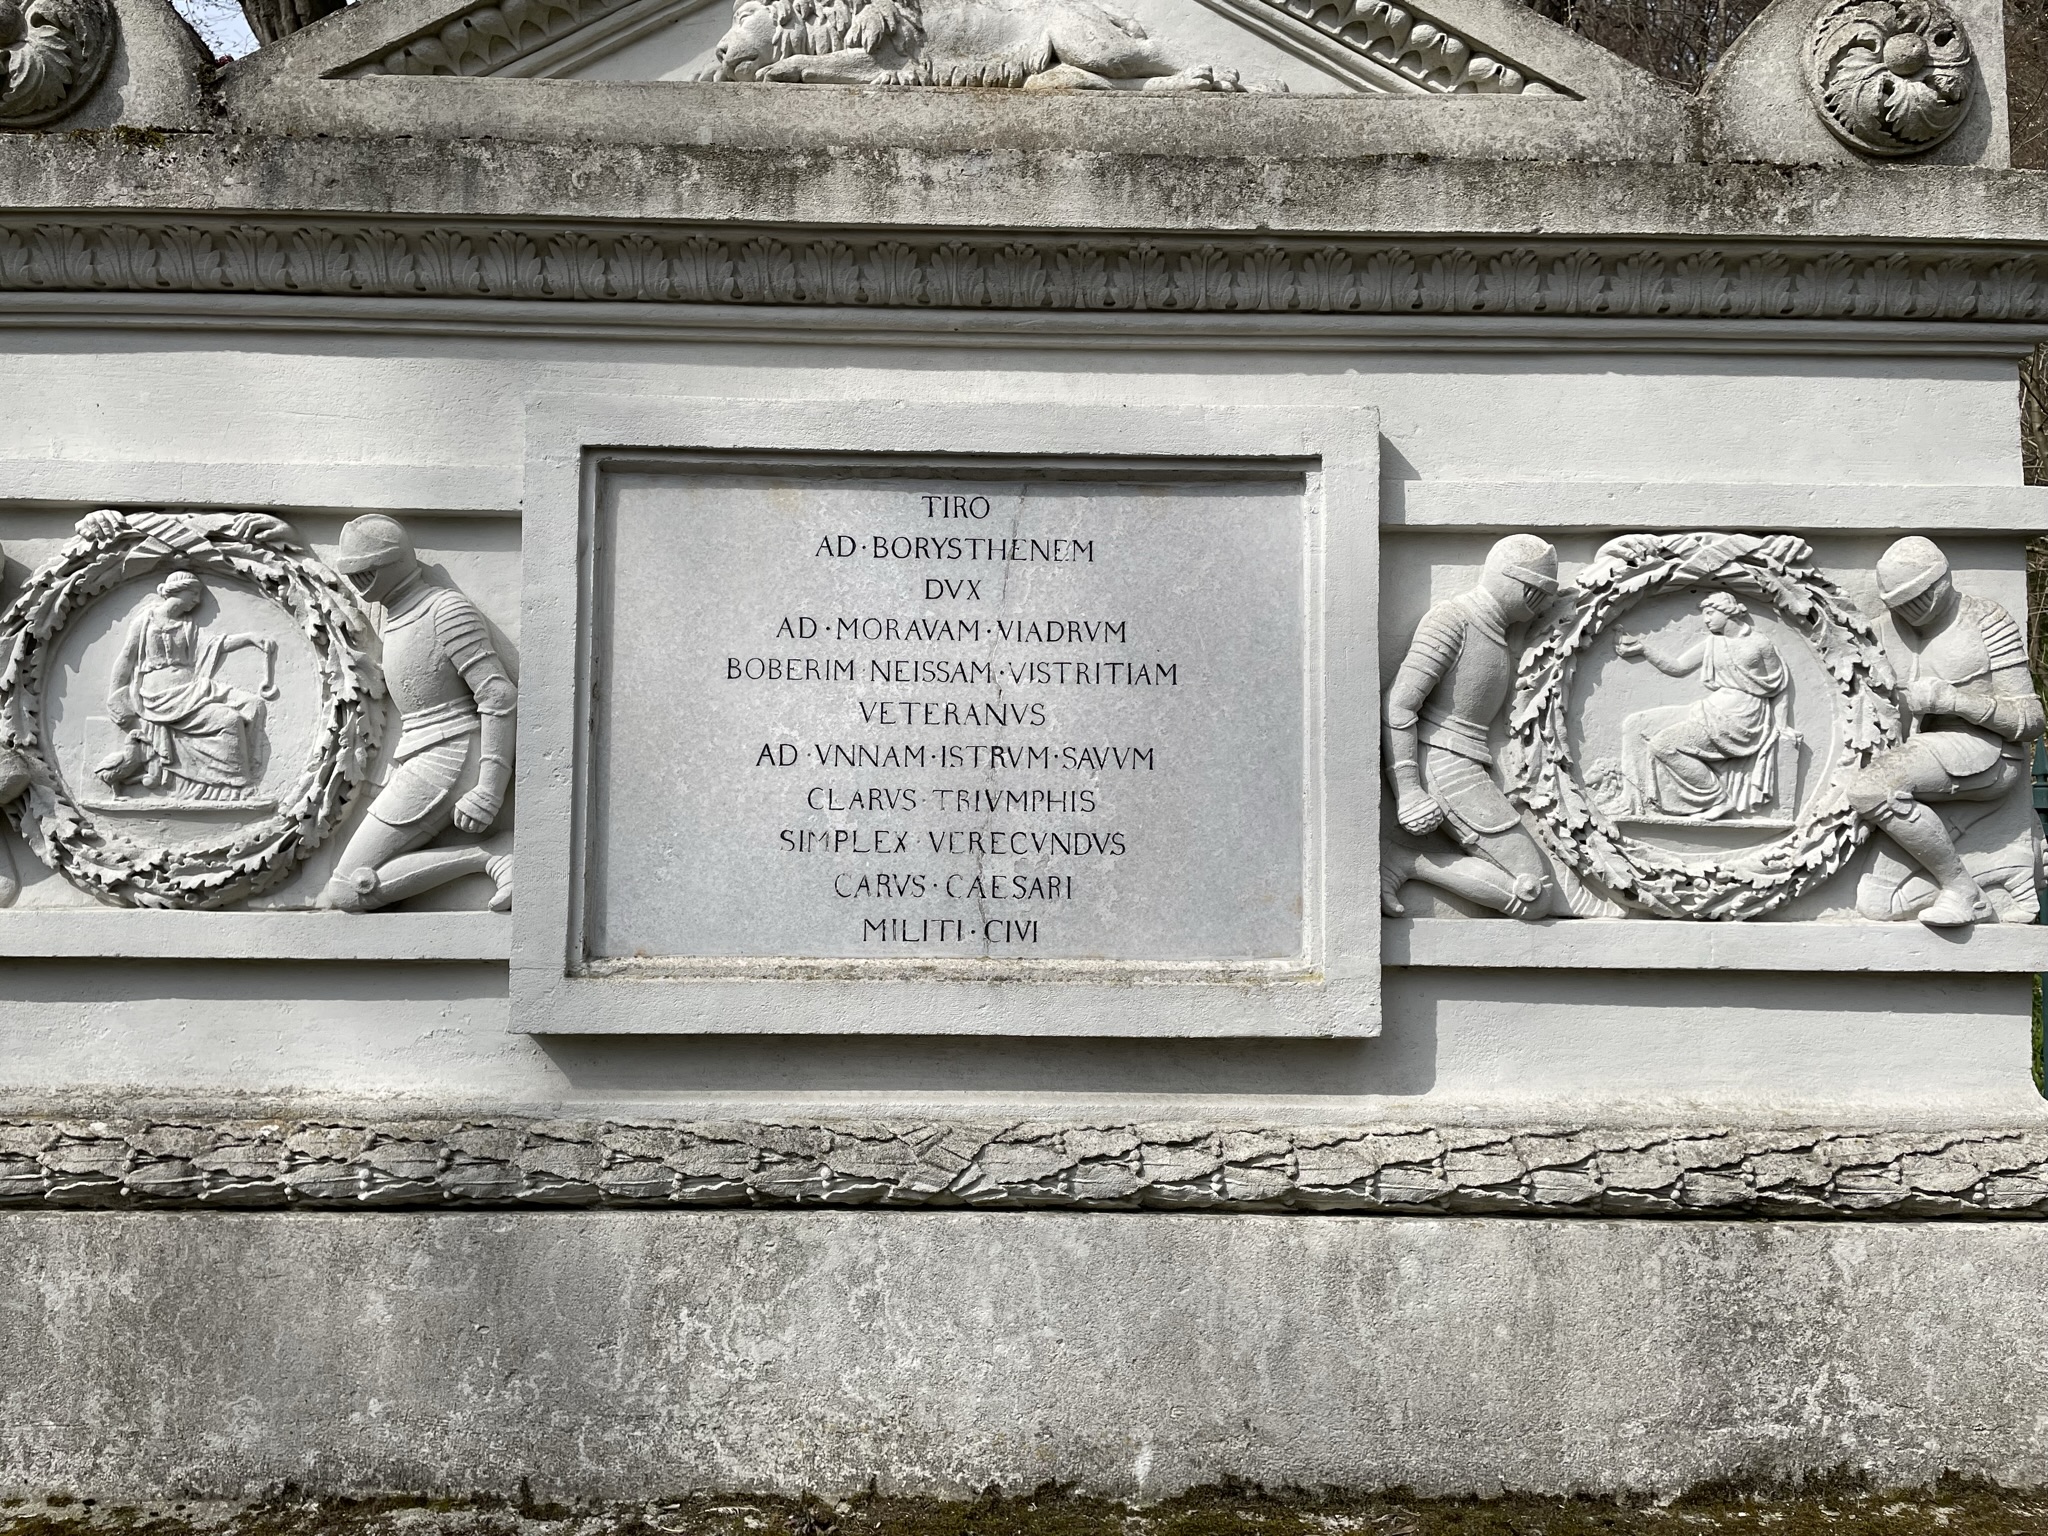 TIRO
AD·BORYSTHENEM
DVX
AD·MORAVAM·VIADRVM
BOBERIM·NEISSAM·VISTRITIAM
VETERANVS
AD·VNNAM·ISTRVM·SAVVM
CLARVS·TRIVMPHIS
SIMPLEX·VERECVNDVS
CARVS·CAESARI
MILITI·CIVI